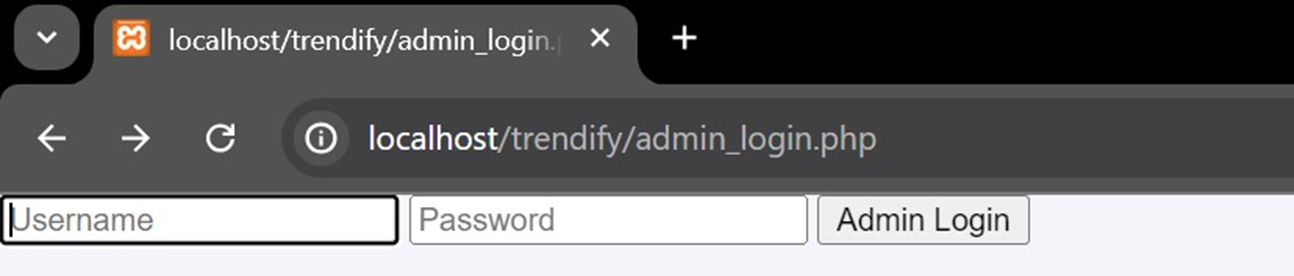 localhost/trendify/admin_login.
localhost/trendify/admin_login.php
Username Password Admin Login